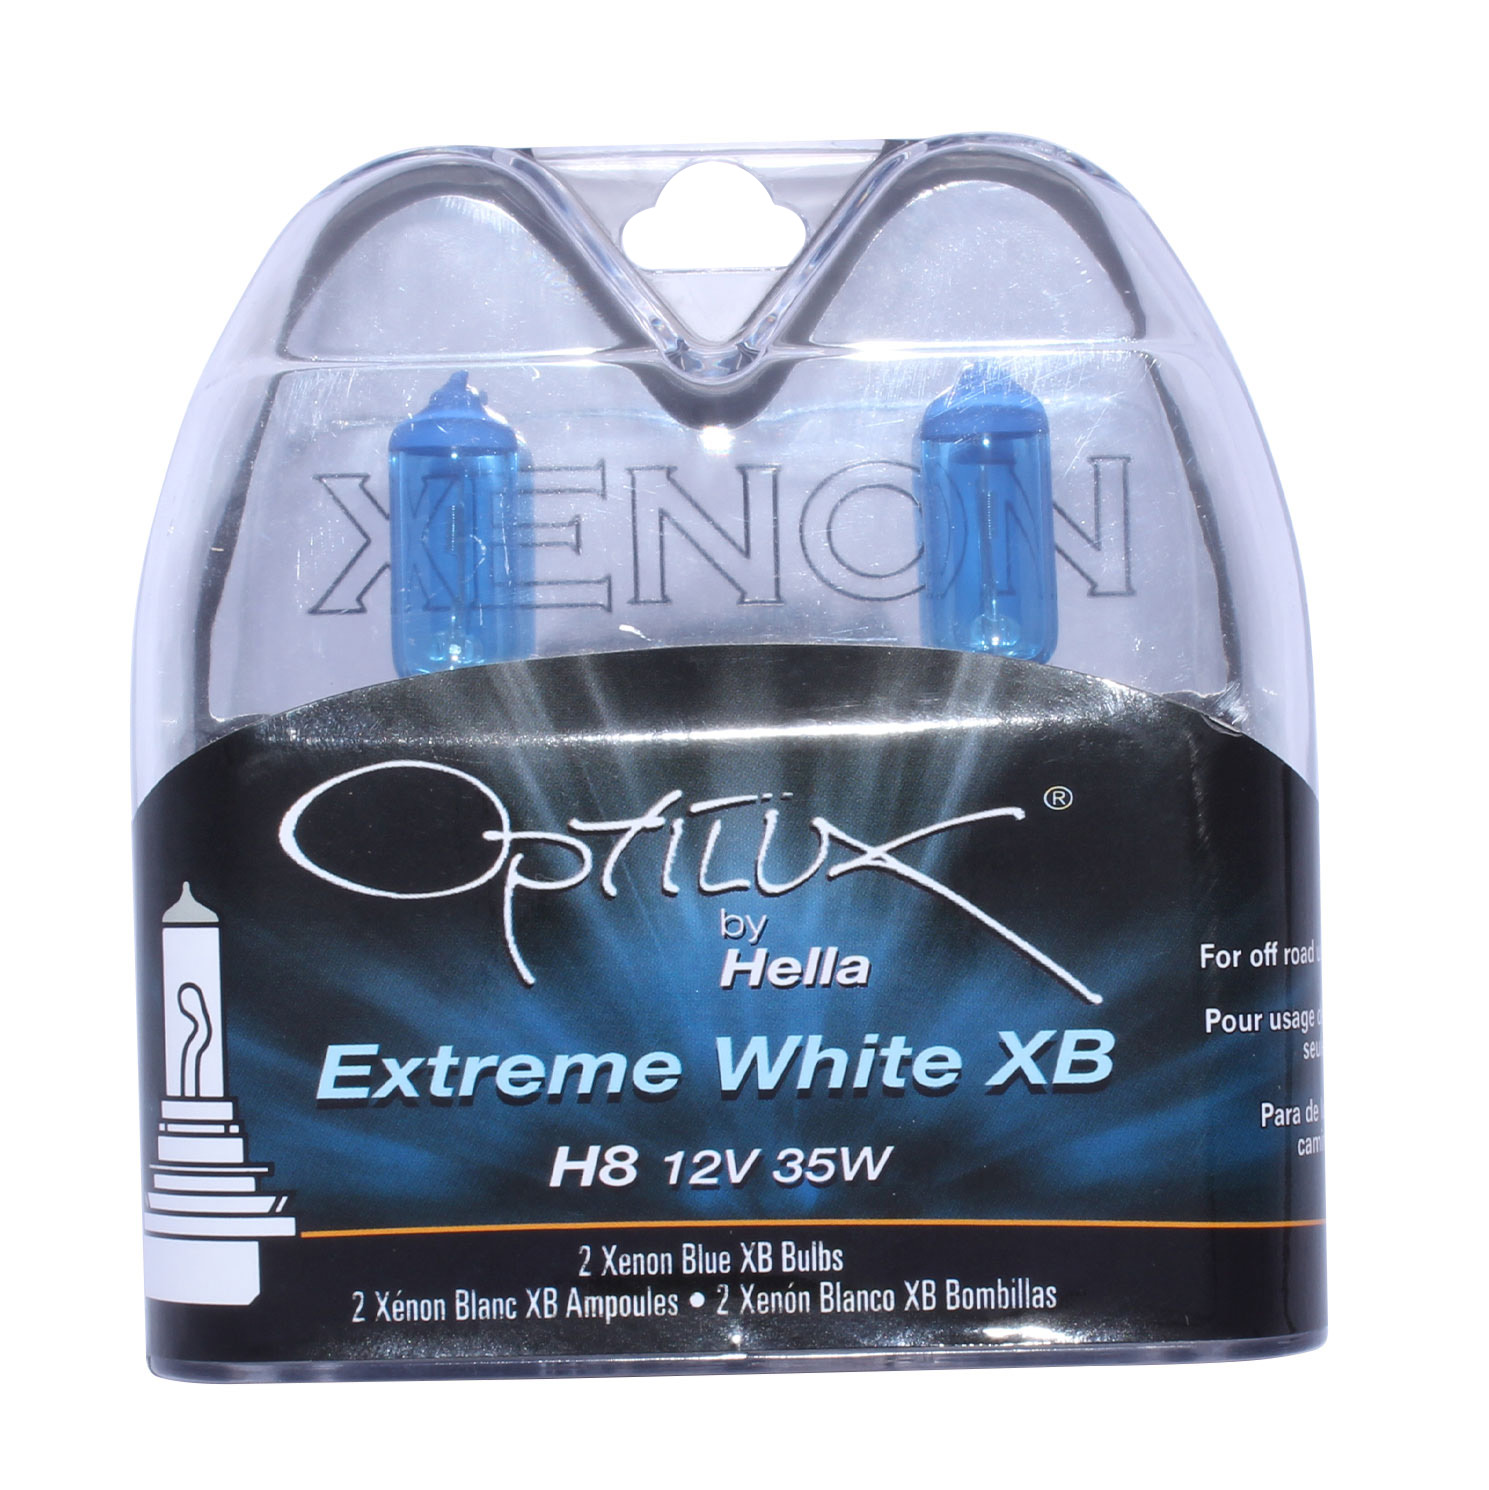 XENON
OPTILUX ®
by
Hella
Extreme White XB
H8 12V 35W
For off road
Pour usage
Para de
2 Xenon Blue XB Bulbs
2 Xénon Blanc XB Ampoules • 2 Xenón Blanco XB Bombillas